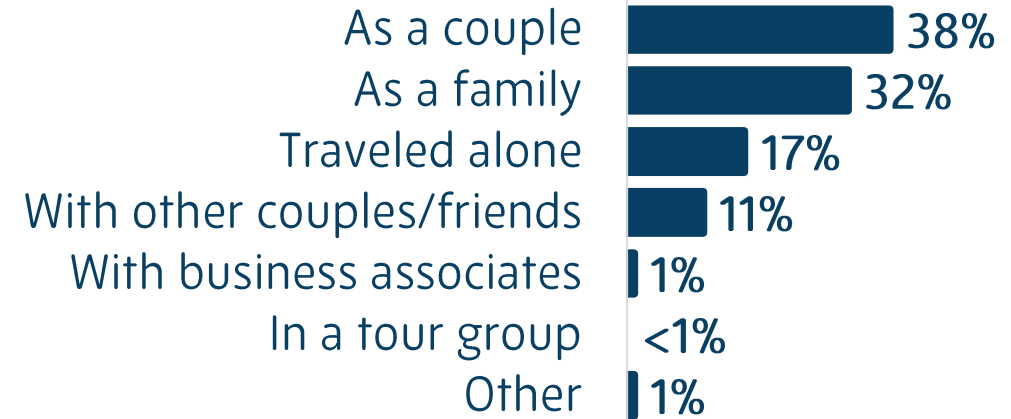 As a couple 38%
As a family 32%
Traveled alone 17%
With other couples/friends 11%
With business associates 1%
In a tour group <1%
Other 1%